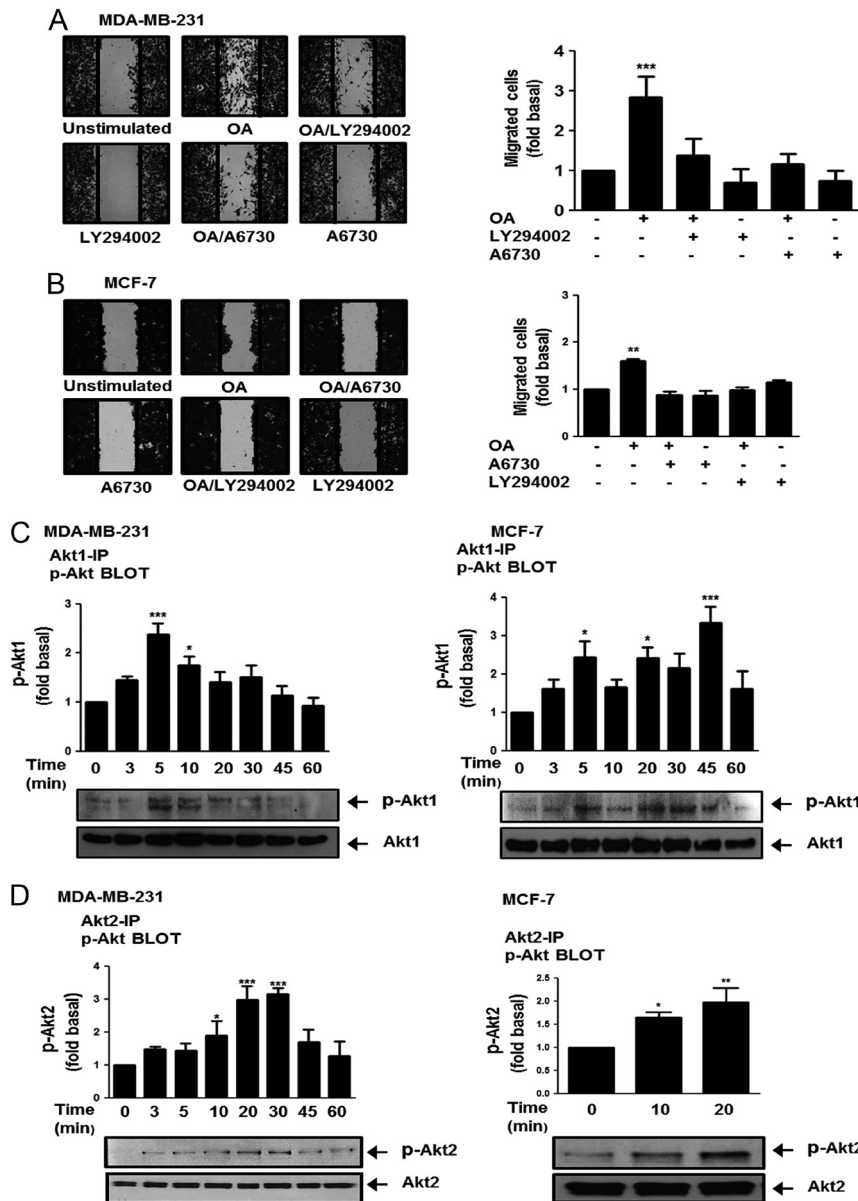 A MDA-MB-231
Unstimulated OA OA/LY294002
LY294002 OA/A6730 A6730
Migrated cells
(fold basal)
4
3
2
1
0
***
OA - + + - + -
LY294002 - - + + - -
A6730 - - - - + +
B MCF-7
Unstimulated OA OA/A6730
A6730 OA/LY294002 LY294002
Migrated cells
(fold basal)
3
2
1
0
**
OA - + + - + -
A6730 - - + + - -
LY294002 - - - - + +
C MDA-MB-231
Akt1-IP
p-Akt BLOT
p-Akt1
(fold basal)
3
2
1
0
*** *
Time
(min)
0 3 5 10 20 30 45 60
p-Akt1
Akt1
MCF-7
Akt1-IP
p-Akt BLOT
p-Akt1
(fold basal)
4
3
2
1
0
* * ***
Time
(min)
0 3 5 10 20 30 45 60
p-Akt1
Akt1
D MDA-MB-231
Akt2-IP
p-Akt BLOT
p-Akt2
(fold basal)
4
3
2
1
0
* *** ***
Time
(min)
0 3 5 10 20 30 45 60
p-Akt2
Akt2
MCF-7
Akt2-IP
p-Akt BLOT
p-Akt2
(fold basal)
2.5
2.0
1.5
1.0
0.5
0.0
* **
Time
(min)
0 10 20
p-Akt2
Akt2